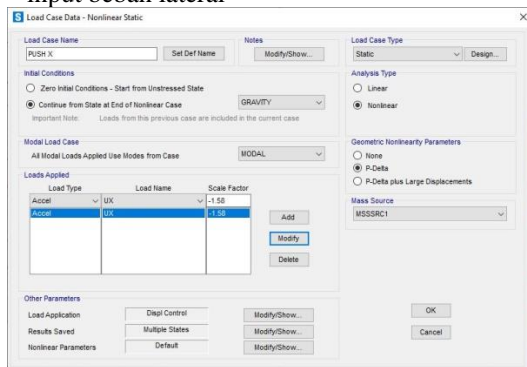 input beban lateral
Load Case Data - Nonlinear Static
Load Case Name
PUSH X
Set Def Name
Notes
Modify/Show...
Load Case Type
Static
Design...
Initial Conditions
Zero Initial Conditions - Start from Unstressed State
Continue from State at End of Nonlinear Case
GRAVITY
Important Note: Loads from this previous case are included in the current case
Analysis Type
Linear
Nonlinear
Modal Load Case
All Modal Loads Applied Use Modes from Case
MODAL
Geometric Nonlinearity Parameters
None
P-Delta
P-Delta plus Large Displacements
Loads Applied
Load Type Load Name Scale Factor
Accel UX -1.58
Accel UX -1.58
Add
Modify
Delete
Mass Source
MSSSRC1
Other Parameters
Load Application Displ Control Modify/Show...
Results Saved Multiple States Modify/Show...
Nonlinear Parameters Default Modify/Show...
OK
Cancel